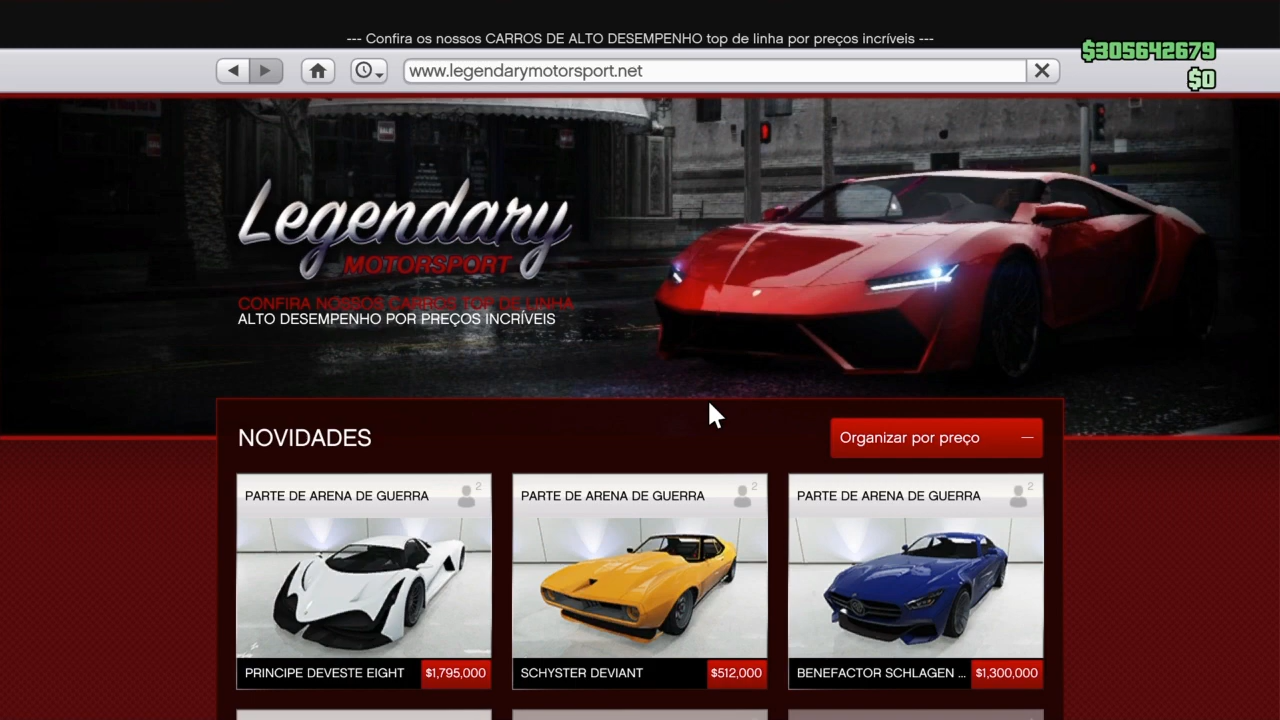 --- Confira os nossos CARROS DE ALTO DESEMPENHO top de linha por preços incríveis ---
$305642679
www.legendarymotorsport.net
$0
Legendary
MOTORSPORT
CONFIRA NOSSOS CARROS TOP DE LINHA
ALTO DESEMPENHO POR PREÇOS INCRÍVEIS
NOVIDADES
Organizar por preço
PARTE DE ARENA DE GUERRA 2
PARTE DE ARENA DE GUERRA 2
PARTE DE ARENA DE GUERRA 2
PRINCIPE DEVESTE EIGHT $1,795,000
SCHYSTER DEVIANT $512,000
BENEFACTOR SCHLAGEN ... $1,300,000